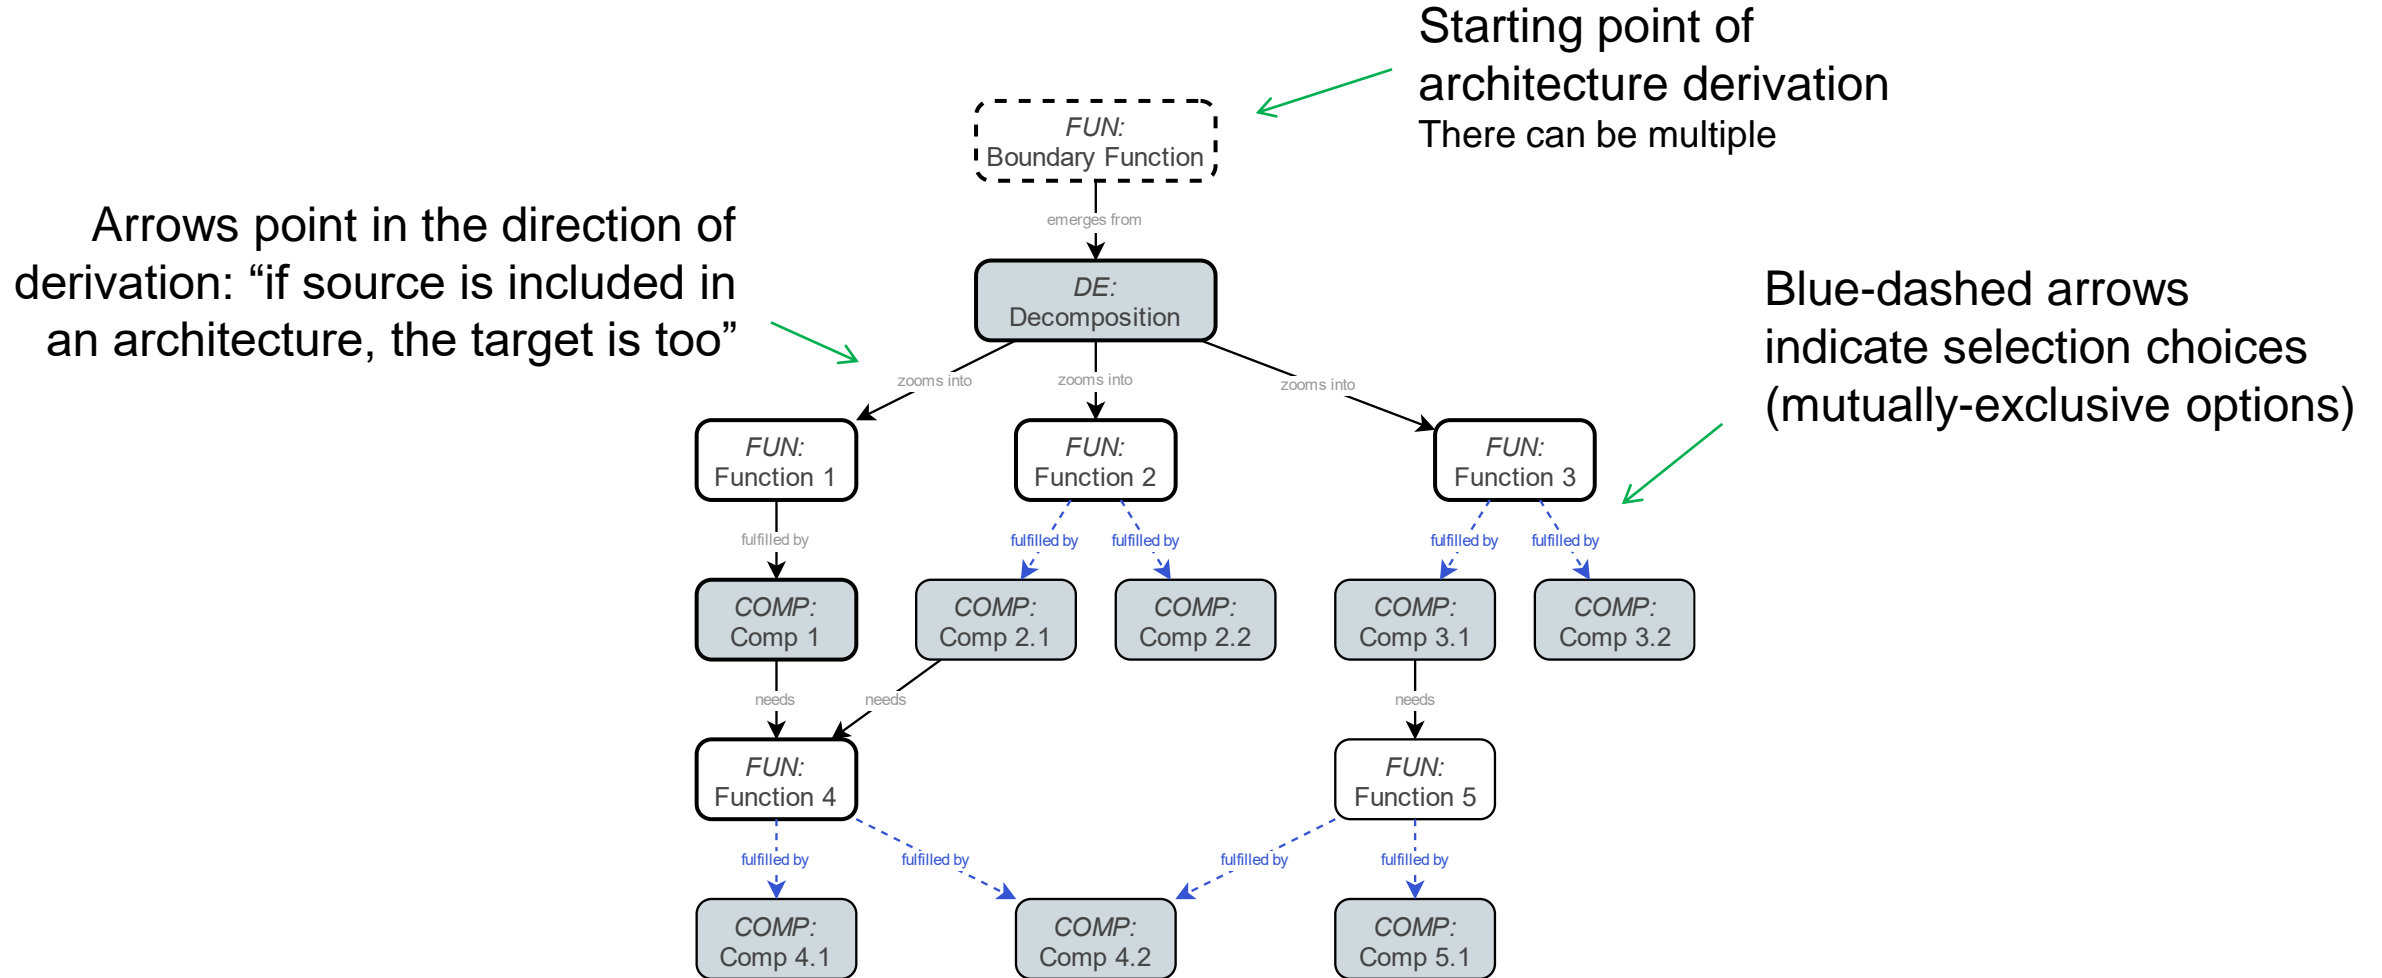 Starting point of
architecture derivation
There can be multiple
FUN:
Boundary Function
emerges from
Arrows point in the direction of
derivation: “if source is included in
an architecture, the target is too”
DE:
Decomposition
Blue-dashed arrows
indicate selection choices
(mutually-exclusive options)
zooms into
zooms into
zooms into
FUN:
Function 1
FUN:
Function 2
FUN:
Function 3
fulfilled by
fulfilled by
fulfilled by
fulfilled by
fulfilled by
COMP:
Comp 1
COMP:
Comp 2.1
COMP:
Comp 2.2
COMP:
Comp 3.1
COMP:
Comp 3.2
needs
needs
needs
FUN:
Function 4
FUN:
Function 5
fulfilled by
fulfilled by
fulfilled by
fulfilled by
COMP:
Comp 4.1
COMP:
Comp 4.2
COMP:
Comp 5.1